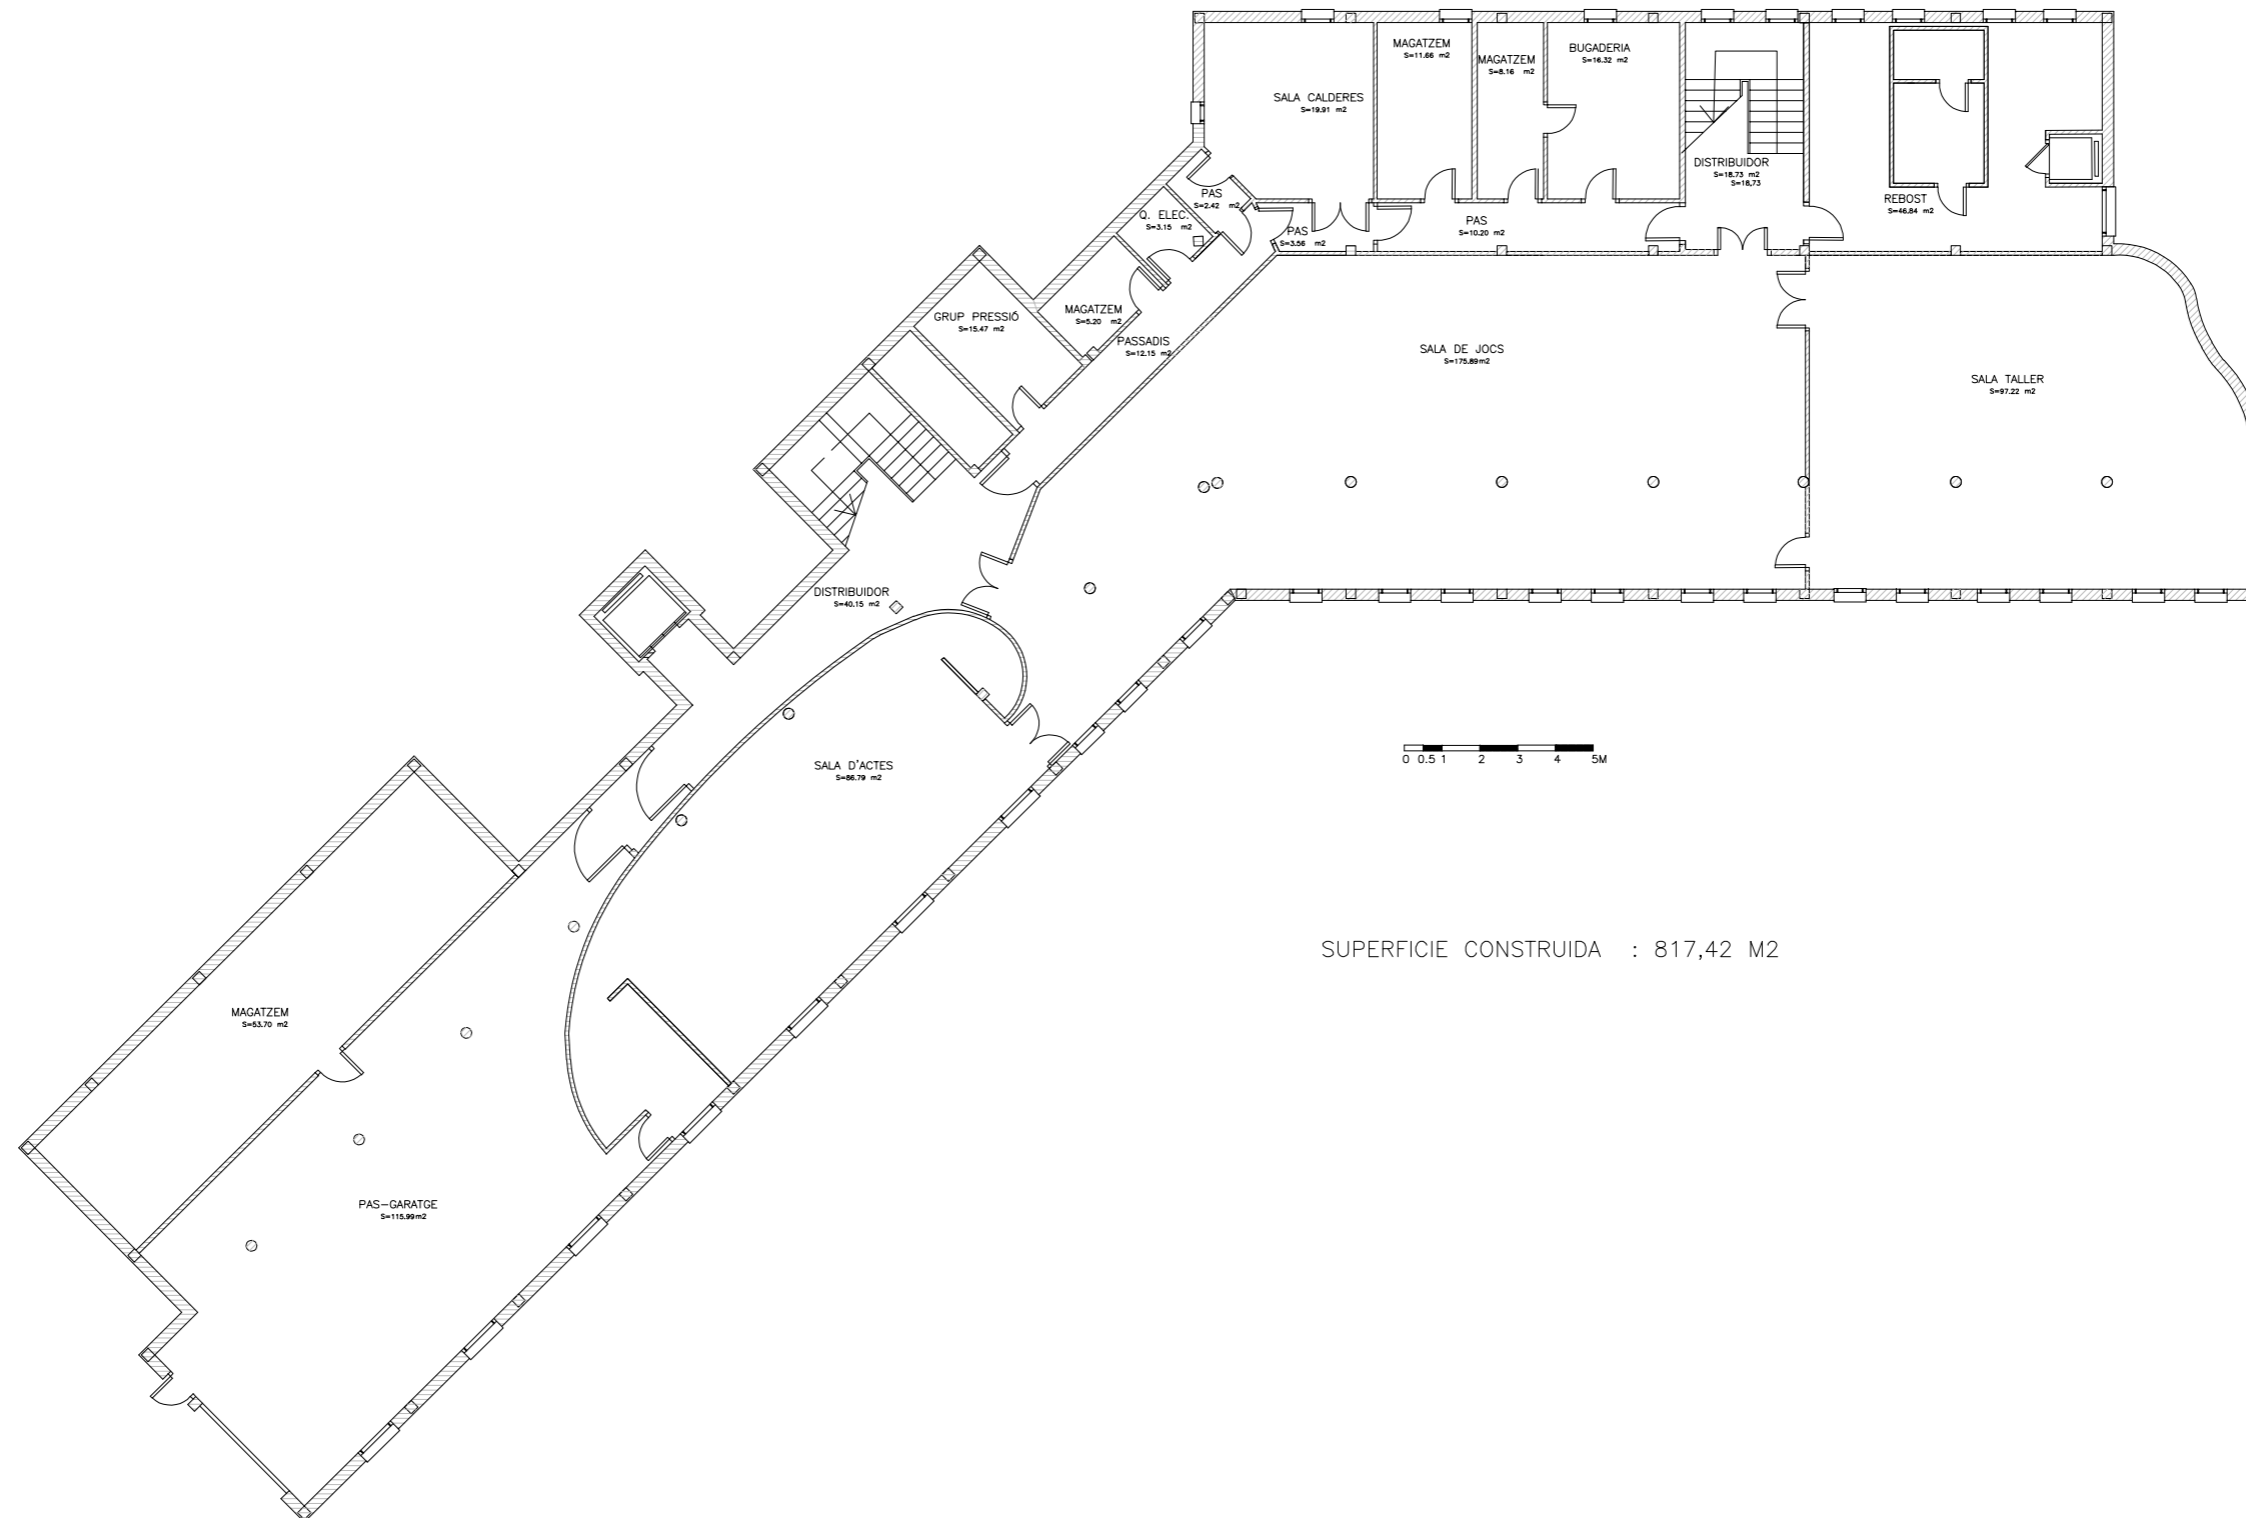 MAGATZEM
S=11.66 m2
MAGATZEM
S=8.16 m2
BUGADERIA
S=16.32 m2
SALA CALDERES
S=19.91 m2
DISTRIBUIDOR
S=18.73 m2
S=18,73
PAS
S=2.42 m2
REBOST
S=46.84 m2
Q. ELEC.
S=3.15 m2
PAS
S=3.56 m2
PAS
S=10.20 m2
GRUP PRESSIÓ
S=15.47 m2
MAGATZEM
S=5.20 m2
PASSADIS
S=12.15 m2
SALA DE JOCS
S=175.89m2
SALA TALLER
S=97.22 m2
DISTRIBUIDOR
S=40.15 m2
SALA D'ACTES
S=86.79 m2
0 0.5 1 2 3 4 5M
SUPERFICIE CONSTRUIDA : 817,42 M2
MAGATZEM
S=53.70 m2
PAS-GARATGE
S=115.99m2